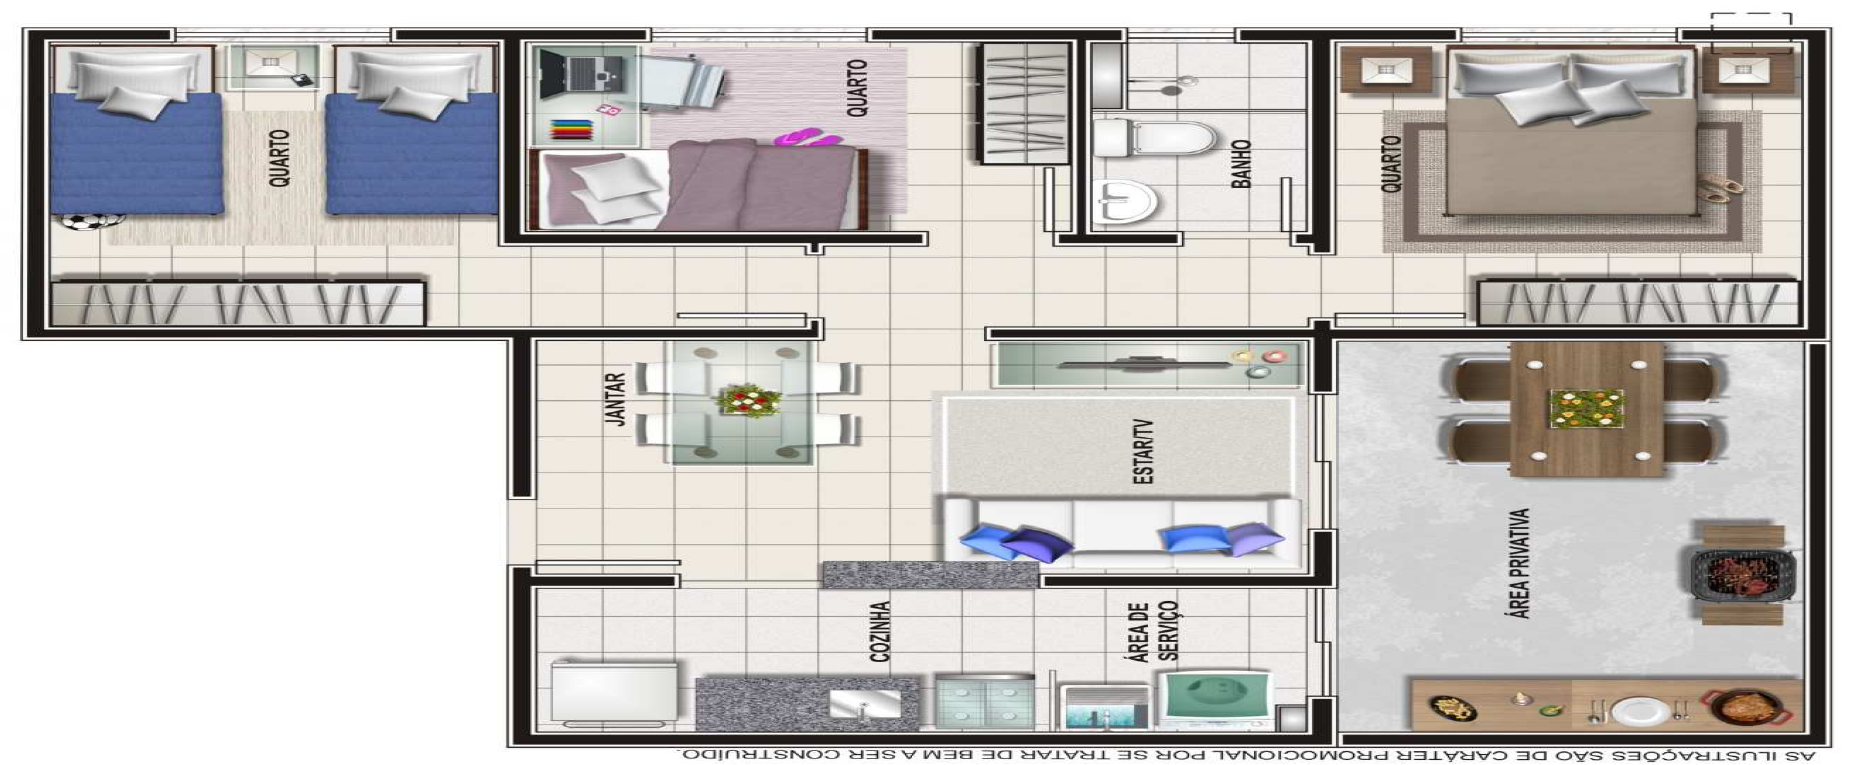 QUARTO
QUARTO
BANHO
QUARTO
JANTAR
ESTAR/TV
ÁREA PRIVATIVA
COZINHA
ÁREA DE
SERVIÇO
AS ILUSTRAÇÕES SÃO DE CARÁTER PROMOCIONAL POR SE TRATAR DE BEM A SER CONSTRUÍDO.